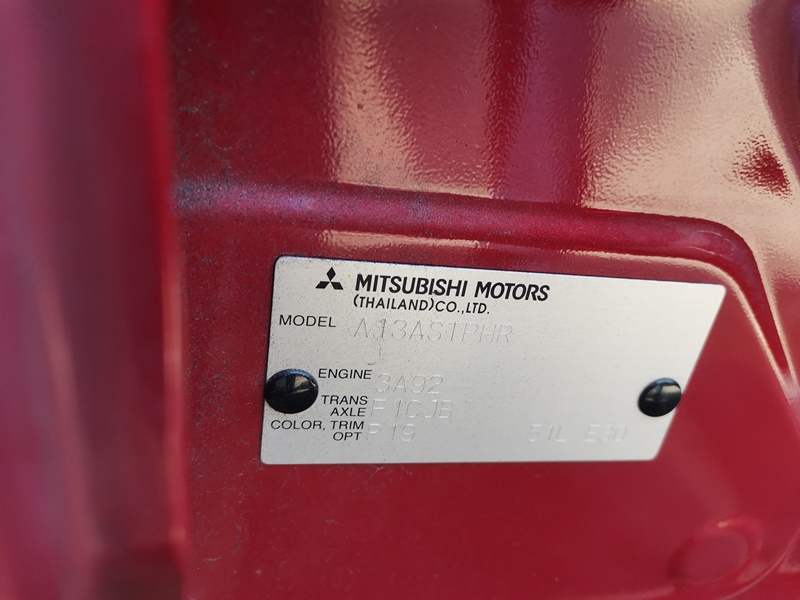 MITSUBISHI MOTORS
(THAILAND)CO.,LTD.
MODEL A13ASTPHR
ENGINE 3A92
TRANS
AXLE F1CJB
COLOR, TRIM
OPT P19